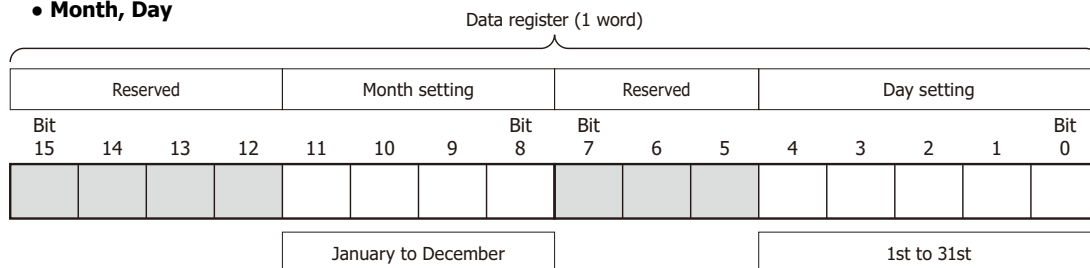 ● Month, Day
Data register (1 word)
Reserved Month setting Reserved Day setting
Bit Bit Bit Bit
15 14 13 12 11 10 9 8 7 6 5 4 3 2 1 0
January to December 1st to 31st